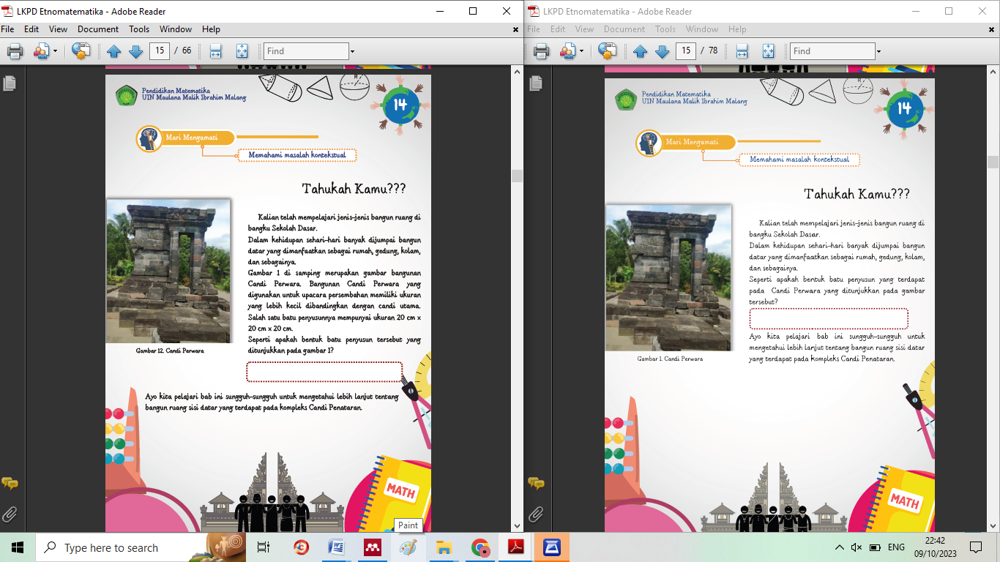 LKPD Etnomatematika - Adobe Reader
File Edit View Document Tools Window Help
15 / 66
Find
Pendidikan Matematika
UIN Maulana Malik Ibrahim Malang
14
Mari Mengamati
Memahami masalah kontekstual
Tahukah Kamu???
Kalian telah mempelajari jenis-jenis bangun ruang di
bangku Sekolah Dasar.
Dalam kehidupan sehari-hari banyak dijumpai bangun
datar yang dimanfaatkan sebagai rumah, gedung, kolam,
dan sebagainya.
Gambar 1 di samping merupakan gambar bangunan
Candi Perwara. Bangunan Candi Perwara yang
digunakan untuk upacara persembahan memiliki ukuran
yang lebih kecil dibandingkan dengan candi utama.
Salah satu batu penyusunnya mempunyai ukuran 20 cm x
20 cm x 20 cm.
Seperti apakah bentuk batu penyusun tersebut yang
ditunjukkan pada gambar 1?
Gambar 12. Candi Perwara
Ayo kita pelajari bab ini sungguh-sungguh untuk mengetahui lebih lanjut tentang
bangun ruang sisi datar yang terdapat pada kompleks Candi Penataran.
MATH
LKPD Etnomatematika - Adobe Reader
File Edit View Document Tools Window Help
15 / 78
Find
Pendidikan Matematika
UIN Maulana Malik Ibrahim Malang
14
Mari Mengamati
Memahami masalah kontekstual
Tahukah Kamu???
Kalian telah mempelajari jenis-jenis bangun ruang di
bangku Sekolah Dasar.
Dalam kehidupan sehari-hari banyak dijumpai bangun
datar yang dimanfaatkan sebagai rumah, gedung, kolam,
dan sebagainya.
Seperti apakah bentuk batu penyusun yang terdapat
pada Candi Perwara yang ditunjukkan pada gambar
tersebut?
Ayo kita pelajari bab ini sungguh-sungguh untuk
mengetahui lebih lanjut tentang bangun ruang sisi datar
yang terdapat pada kompleks Candi Penataran.
Gambar 1. Candi Perwara
MATH
Paint
Type here to search
ENG
22:42
09/10/2023